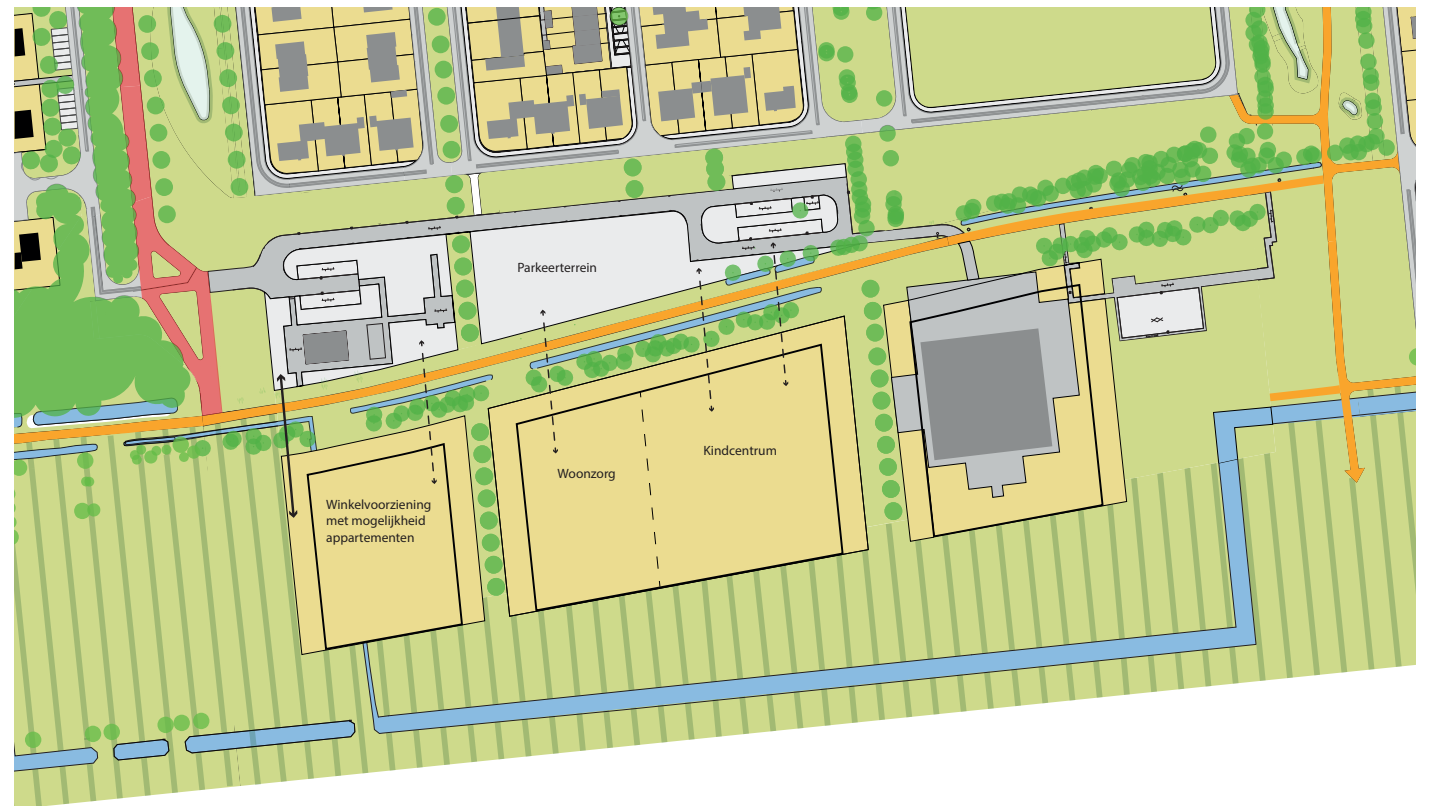 Parkeerterrein
Kindcentrum
Woonzorg
Winkelvoorziening
met mogelijkheid
appartementen